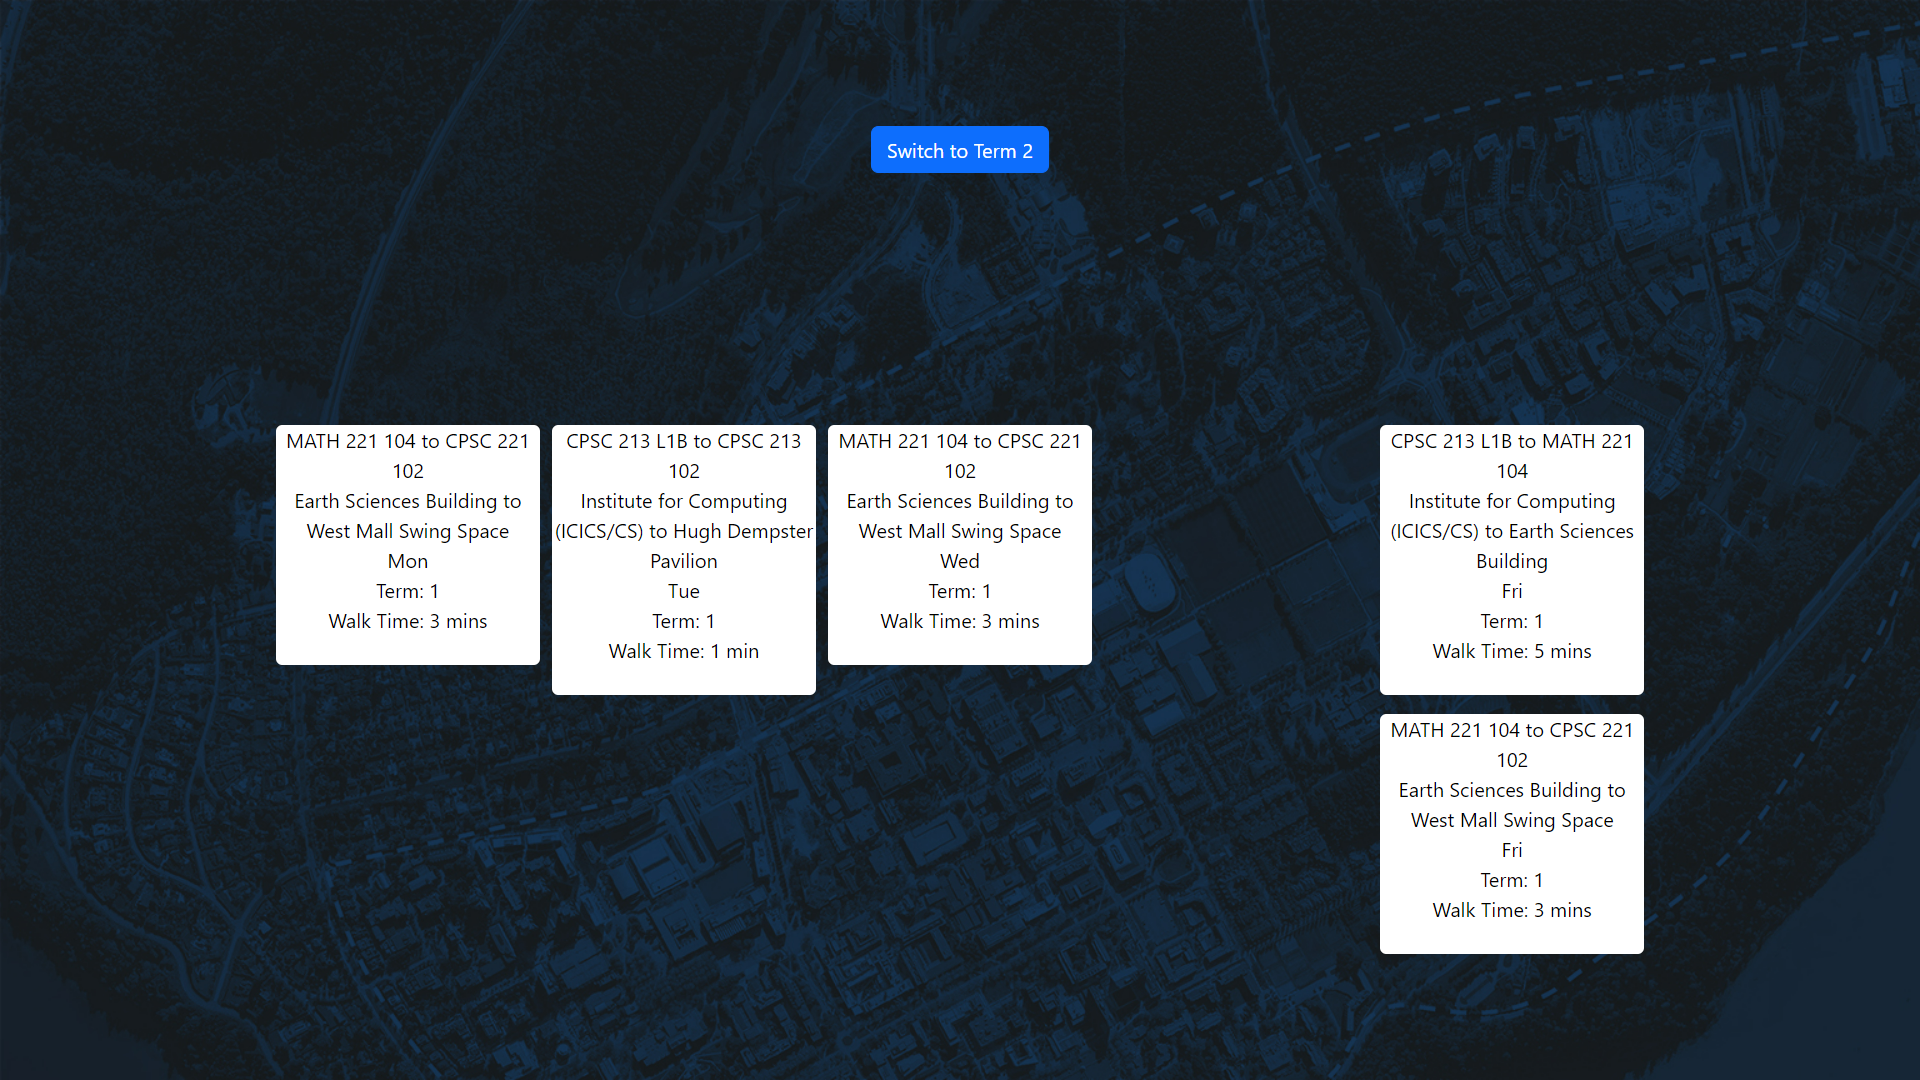 Switch to Term 2
MATH 221 104 to CPSC 221
102
Earth Sciences Building to
West Mall Swing Space
Mon
Term: 1
Walk Time: 3 mins
CPSC 213 L1B to CPSC 213
102
Institute for Computing
(ICICS/CS) to Hugh Dempster
Pavilion
Tue
Term: 1
Walk Time: 1 min
MATH 221 104 to CPSC 221
102
Earth Sciences Building to
West Mall Swing Space
Wed
Term: 1
Walk Time: 3 mins
CPSC 213 L1B to MATH 221
104
Institute for Computing
(ICICS/CS) to Earth Sciences
Building
Fri
Term: 1
Walk Time: 5 mins
MATH 221 104 to CPSC 221
102
Earth Sciences Building to
West Mall Swing Space
Fri
Term: 1
Walk Time: 3 mins